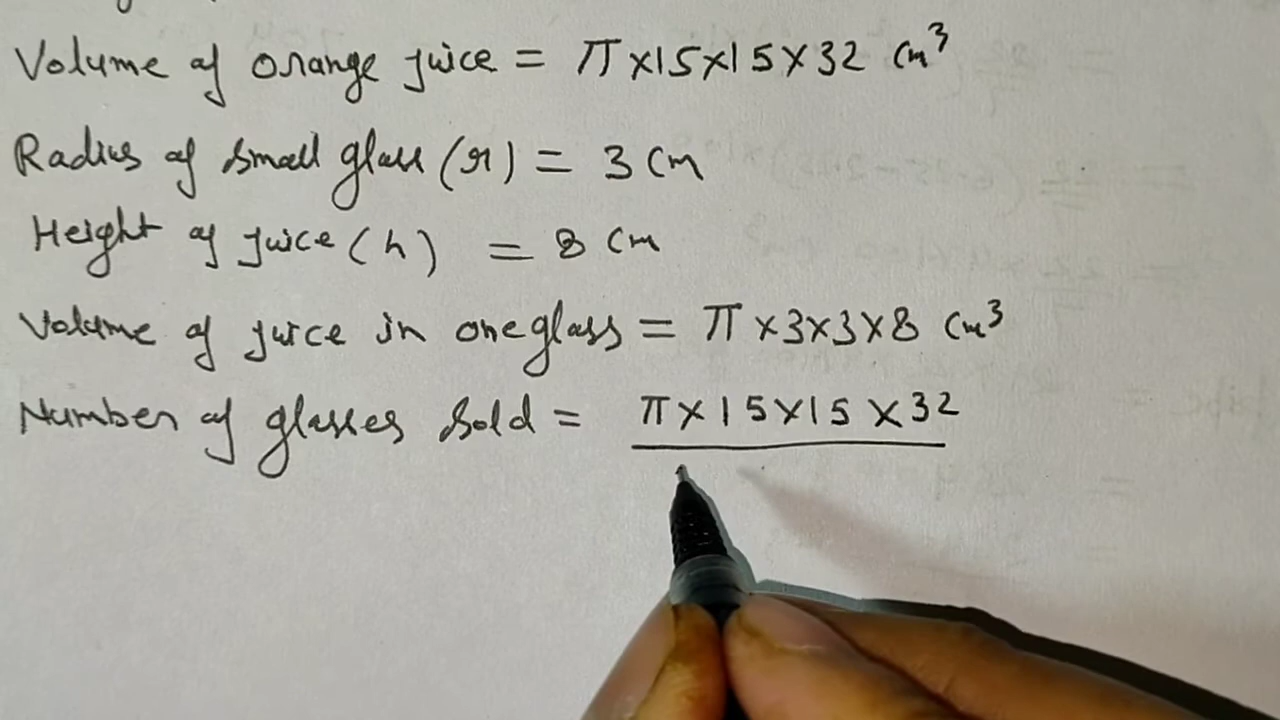 Volume of orange juice = π×15×15×32 cm³
Radius of small glass (r) = 3 cm
Height of juice (h) = 8 cm
Volume of juice in one glass = π×3×3×8 cm³
Number of glasses sold = π×15×15×32